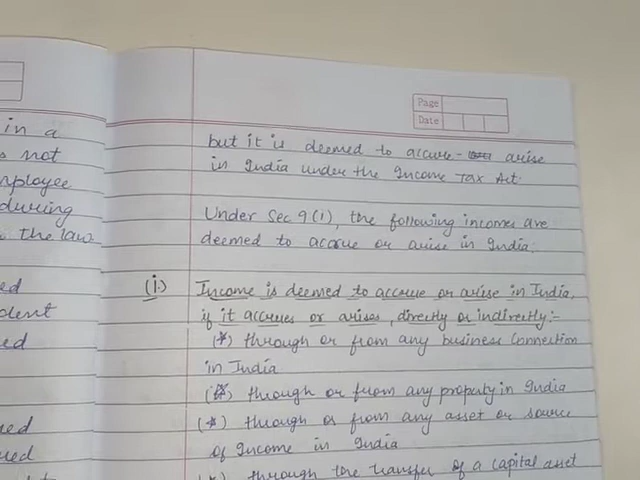 in a
s not
mployee
during
the law.
ed
dent
ed
ned
ued
Page
Date
but it is deemed to accure - arise
in India under the Income Tax Act.
Under Sec 9(1), the following incomes are
deemed to accrue or arise in India.
(i.) Income is deemed to accrue or arise in India,
if it accrues or arises, directly or indirectly:-
(*) through or from any business connection
in India
(*) through or from any property in India
(*) through or from any asset or source
of Income in India
(*) through the transfer of a capital asset